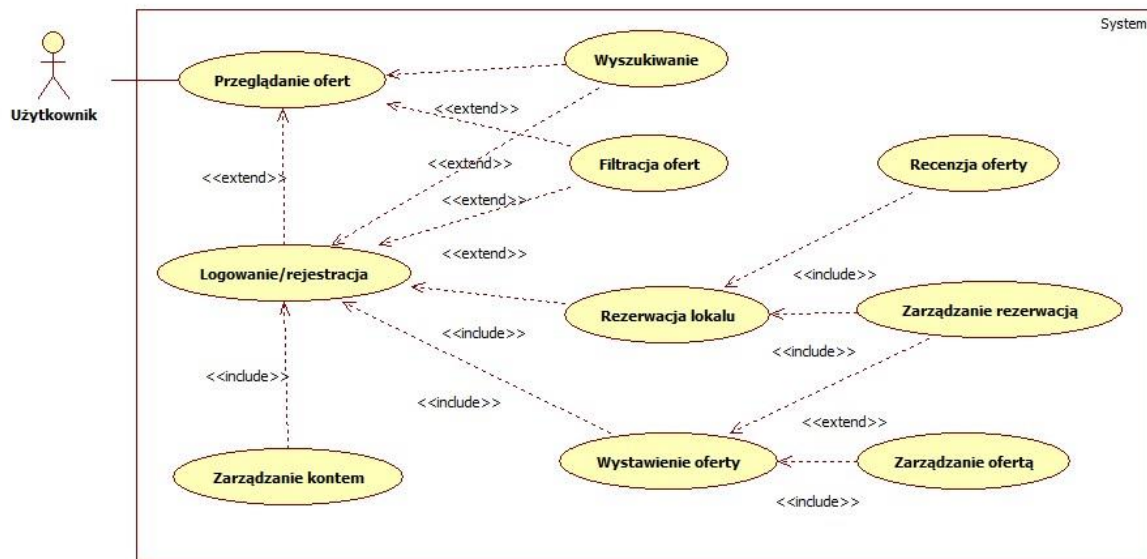 System
Przeglądanie ofert
Wyszukiwanie
Użytkownik
<<extend>>
<<extend>>
Filtracja ofert
Recenzja oferty
<<extend>>
<<extend>>
<<extend>>
Logowanie/rejestracja
<<include>>
Rezerwacja lokalu
Zarządzanie rezerwacją
<<include>>
<<include>>
<<include>>
<<include>>
<<extend>>
Wystawienie oferty
Zarządzanie ofertą
Zarządzanie kontem
<<include>>